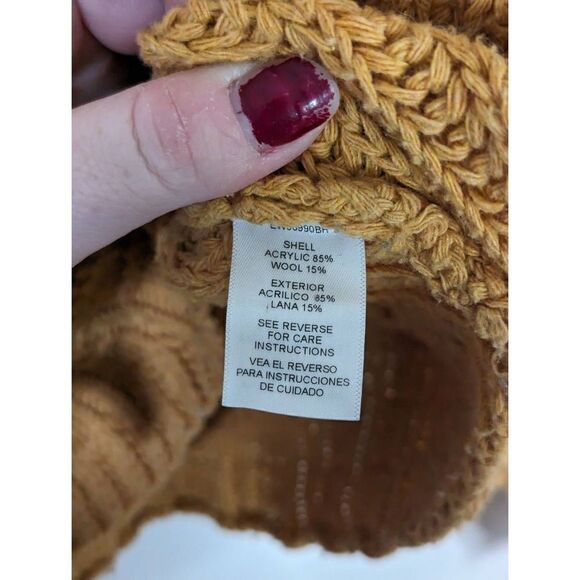 SHELL
ACRYLIC 85%
WOOL 15%
EXTERIOR
ACRILICO 85%
LANA 15%
SEE REVERSE
FOR CARE
INSTRUCTIONS
VEA EL REVERSO
PARA INSTRUCCIONES
DE CUIDADO